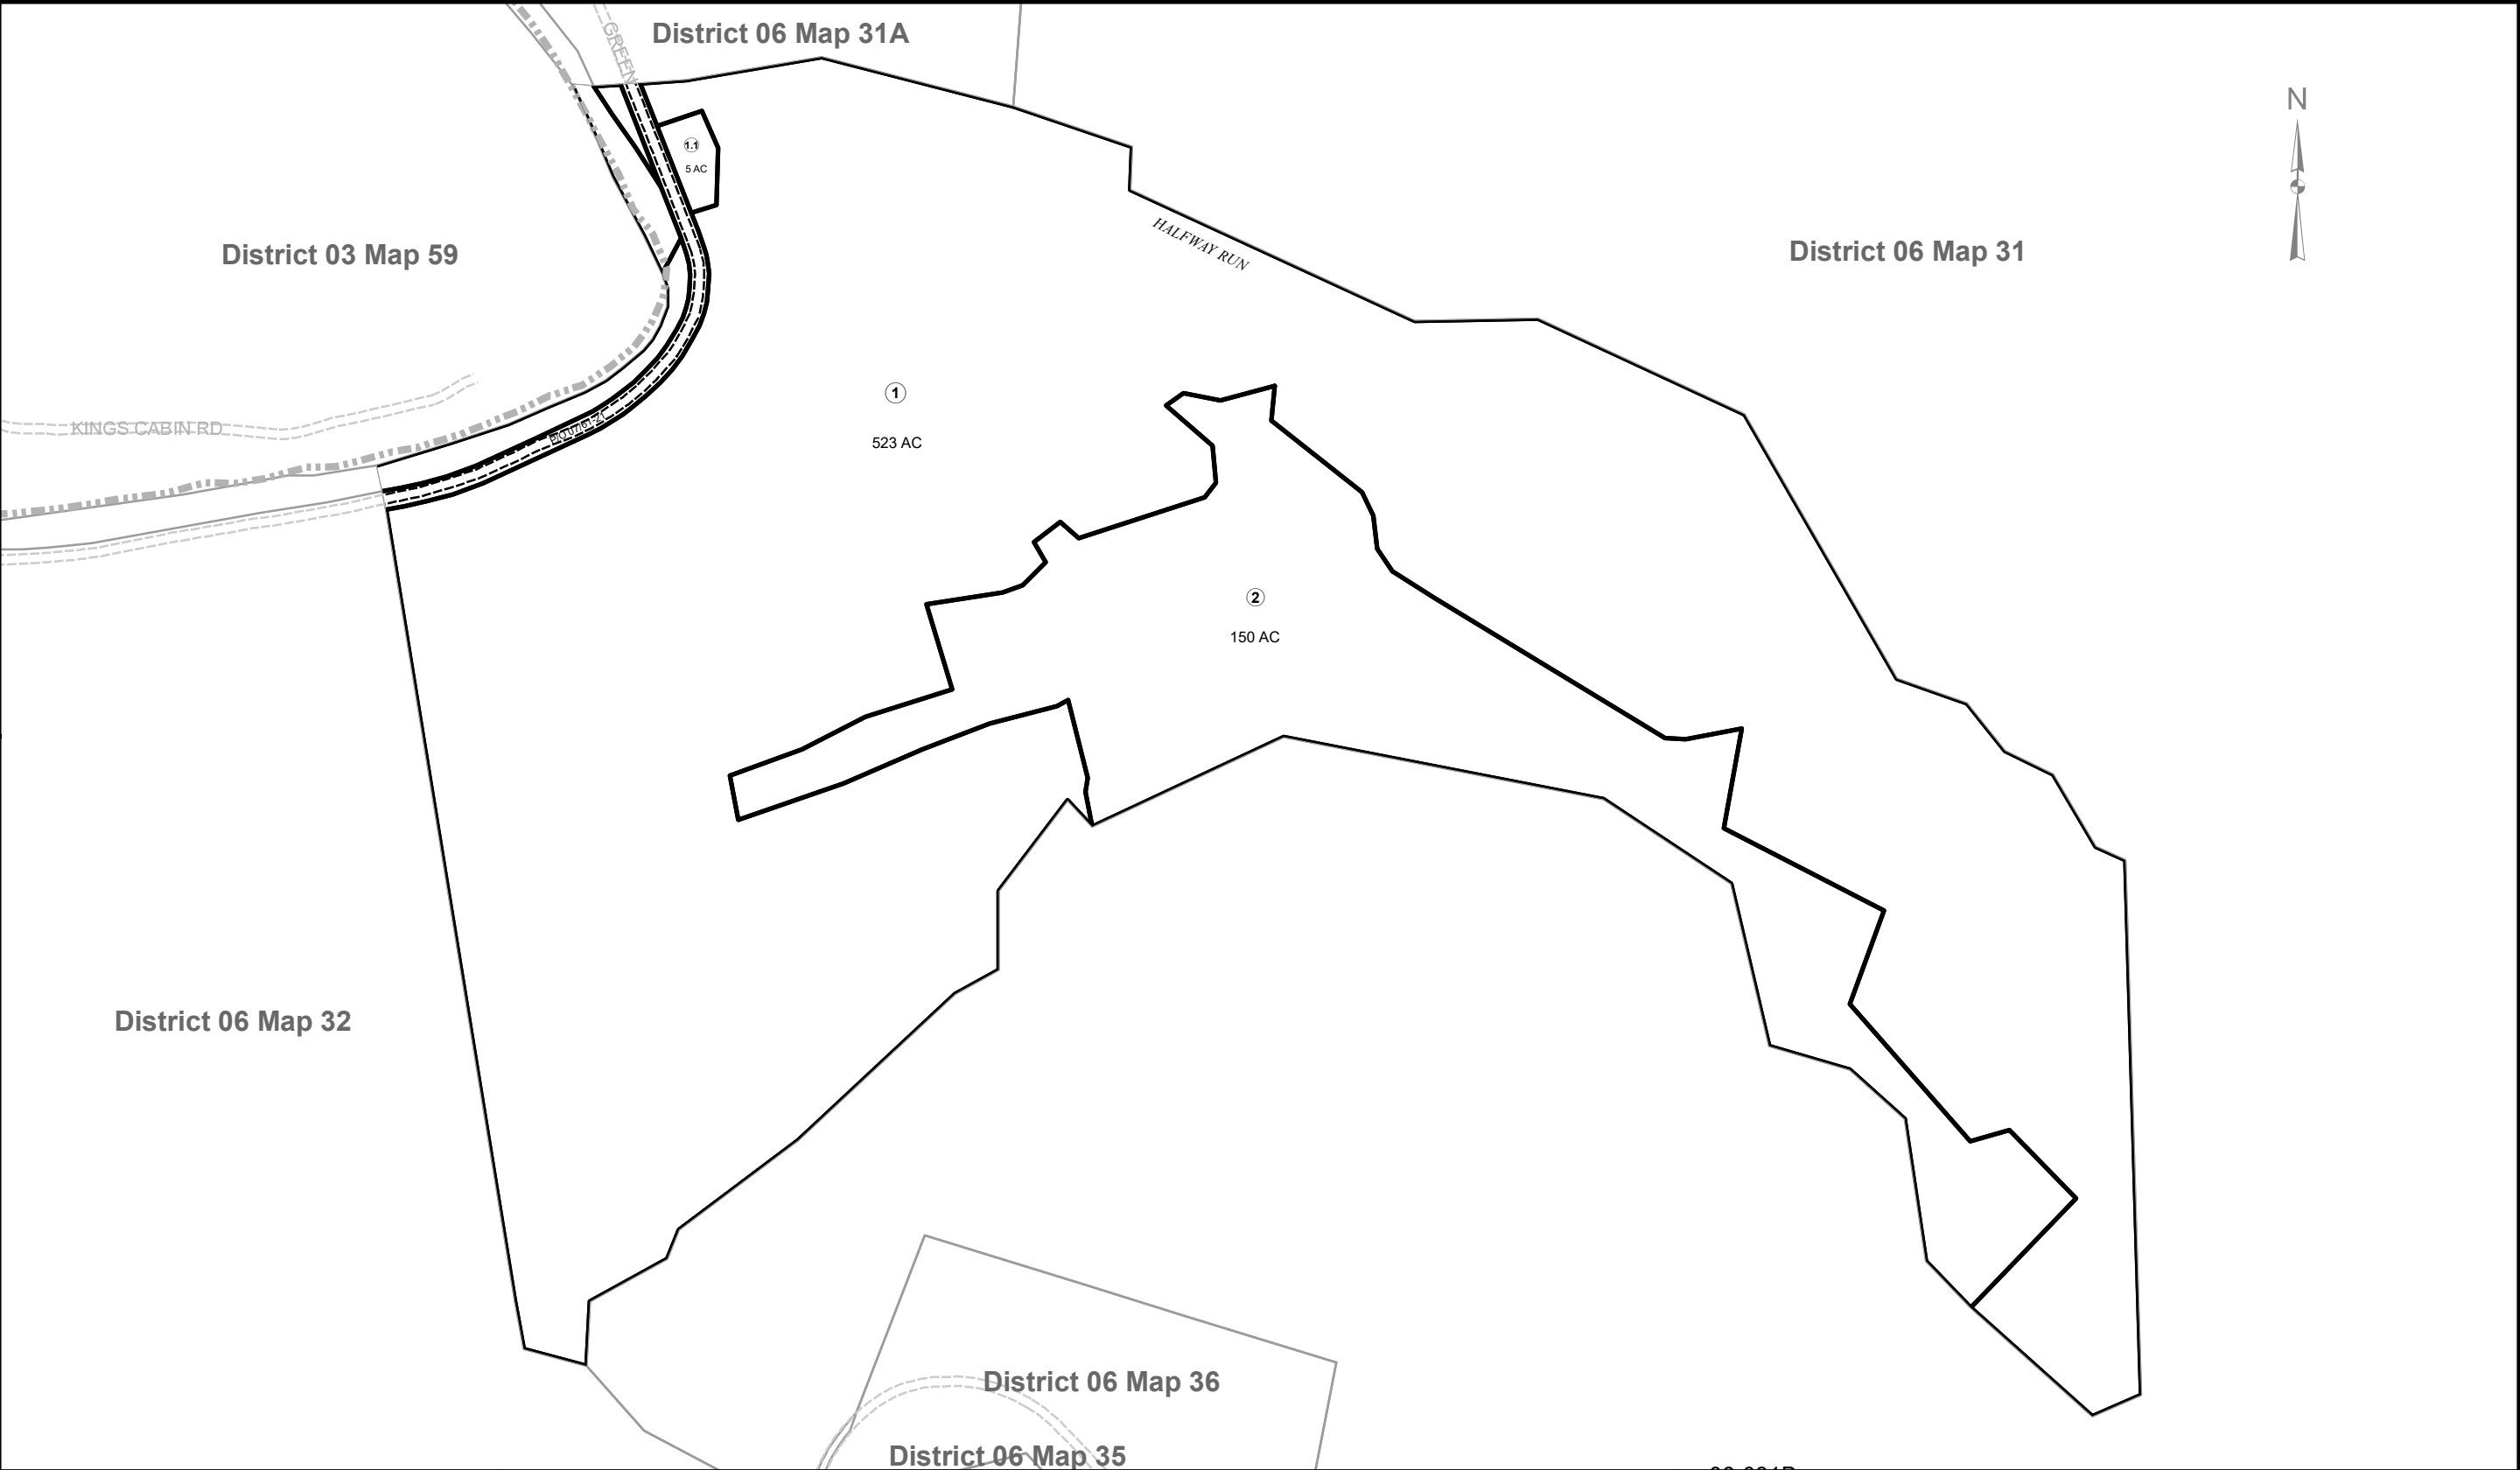 District 06 Map 31A
GREEN
N
1.1
5 AC
HALFWAY RUN
District 03 Map 59
District 06 Map 31
1
523 AC
KINGS CABIN RD
2
150 AC
District 06 Map 32
District 06 Map 36
District 06 Map 35